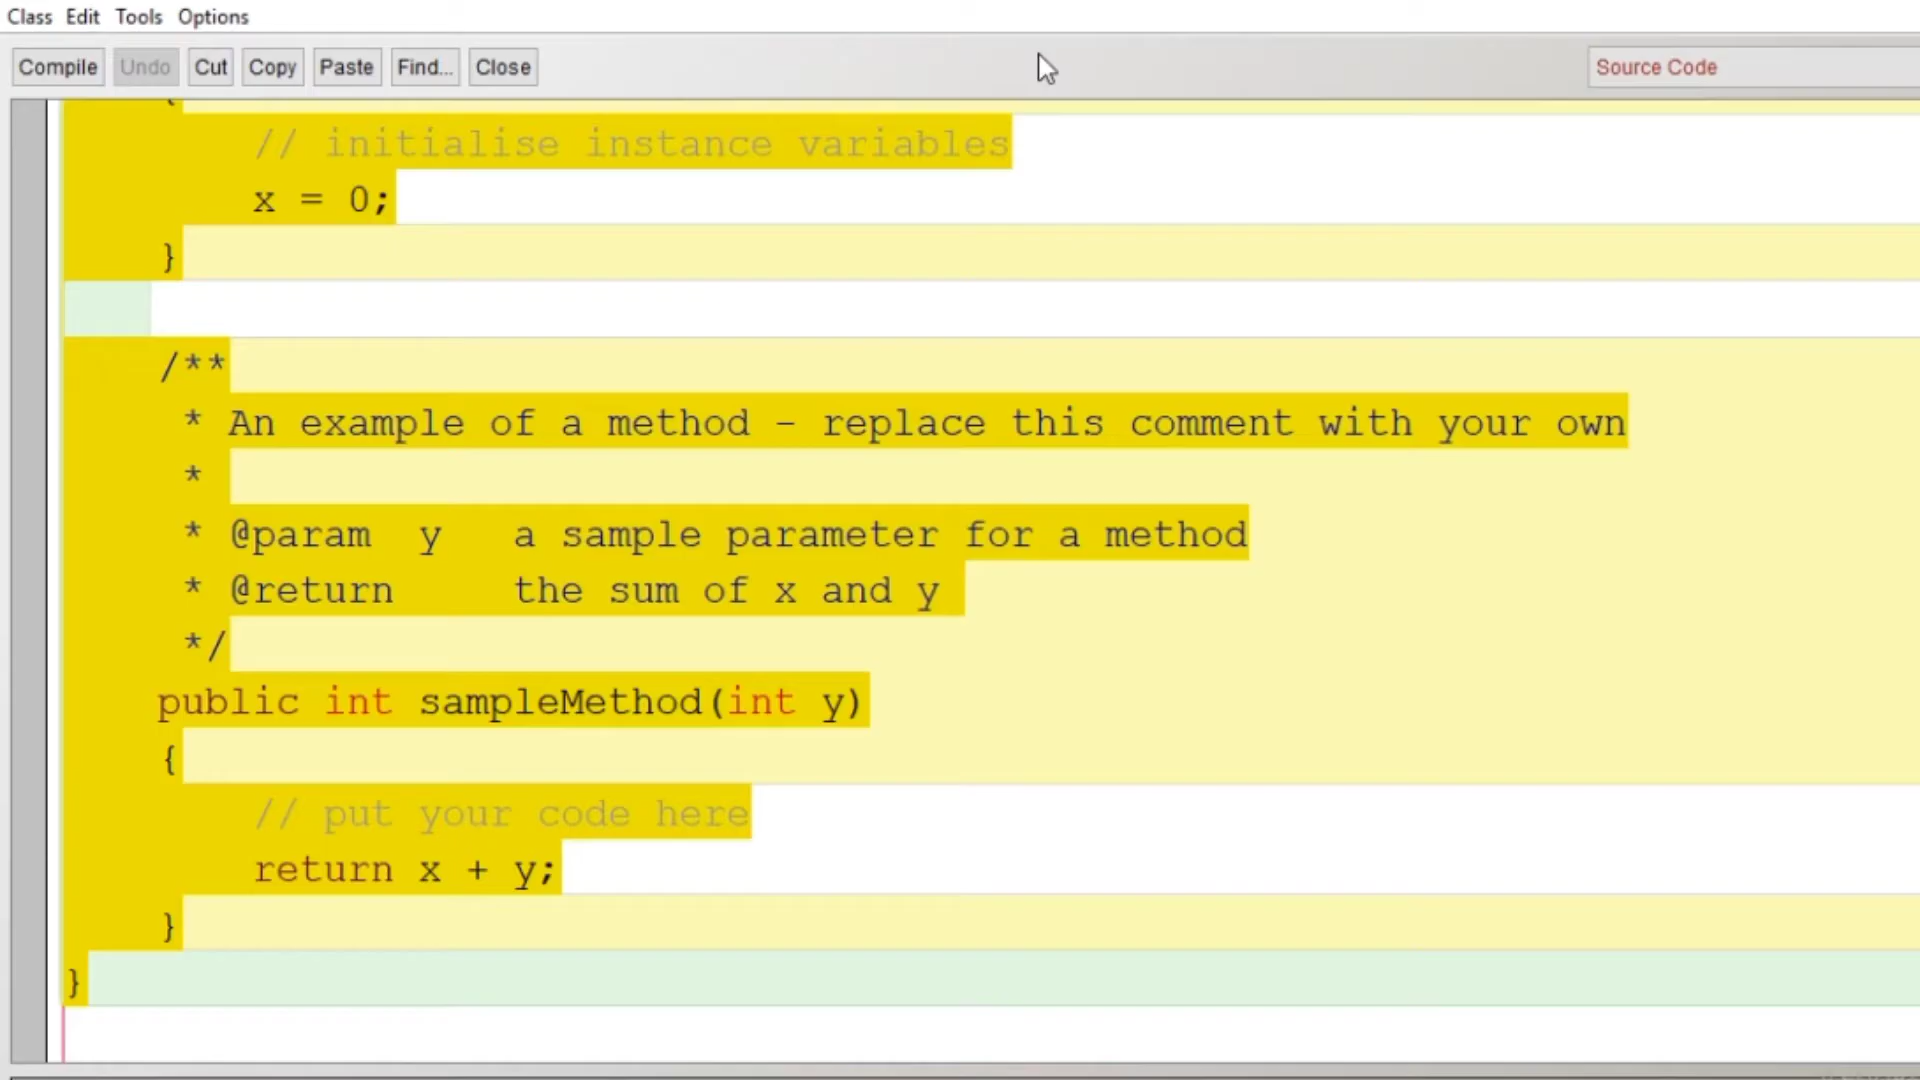 Class Edit Tools Options
Compile Undo Cut Copy Paste Find... Close Source Code
{
// initialise instance variables
x = 0;
}
/**
* An example of a method - replace this comment with your own
*
* @param y a sample parameter for a method
* @return the sum of x and y
*/
public int sampleMethod(int y)
{
// put your code here
return x + y;
}
}